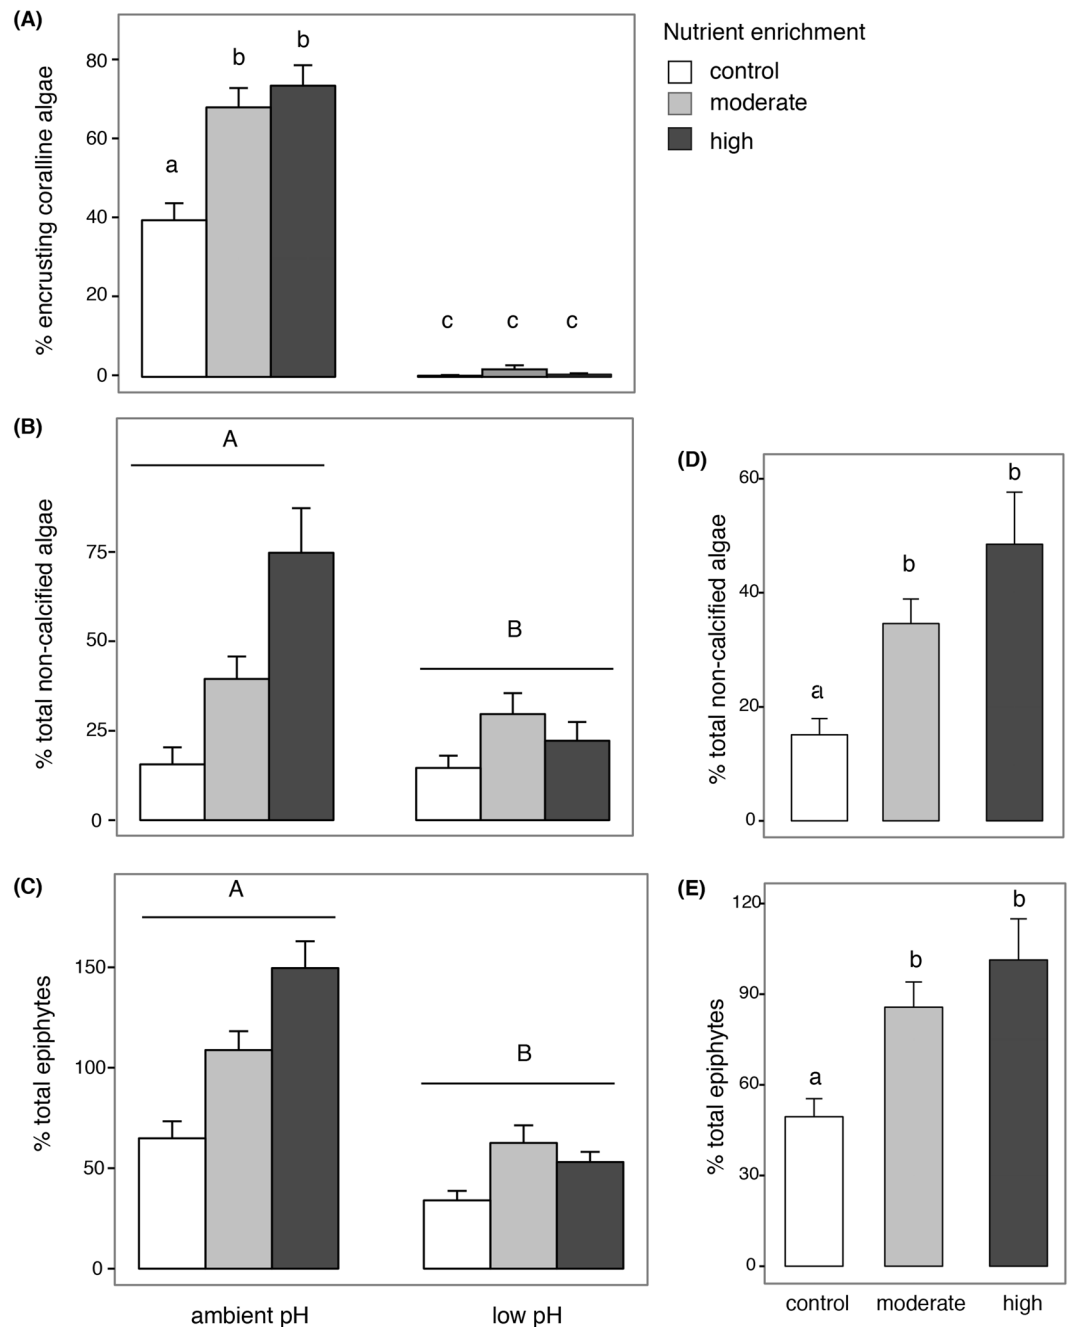 (A)
% encrusting coralline algae
80
60
40
20
0
a
b
b
c
c
c
Nutrient enrichment
control
moderate
high
(B)
% total non-calcified algae
75
50
25
0
A
B
(C)
% total epiphytes
150
100
50
0
A
B
ambient pH
low pH
(D)
% total non-calcified algae
60
40
20
0
a
b
b
(E)
% total epiphytes
120
90
60
30
0
a
b
b
control
moderate
high